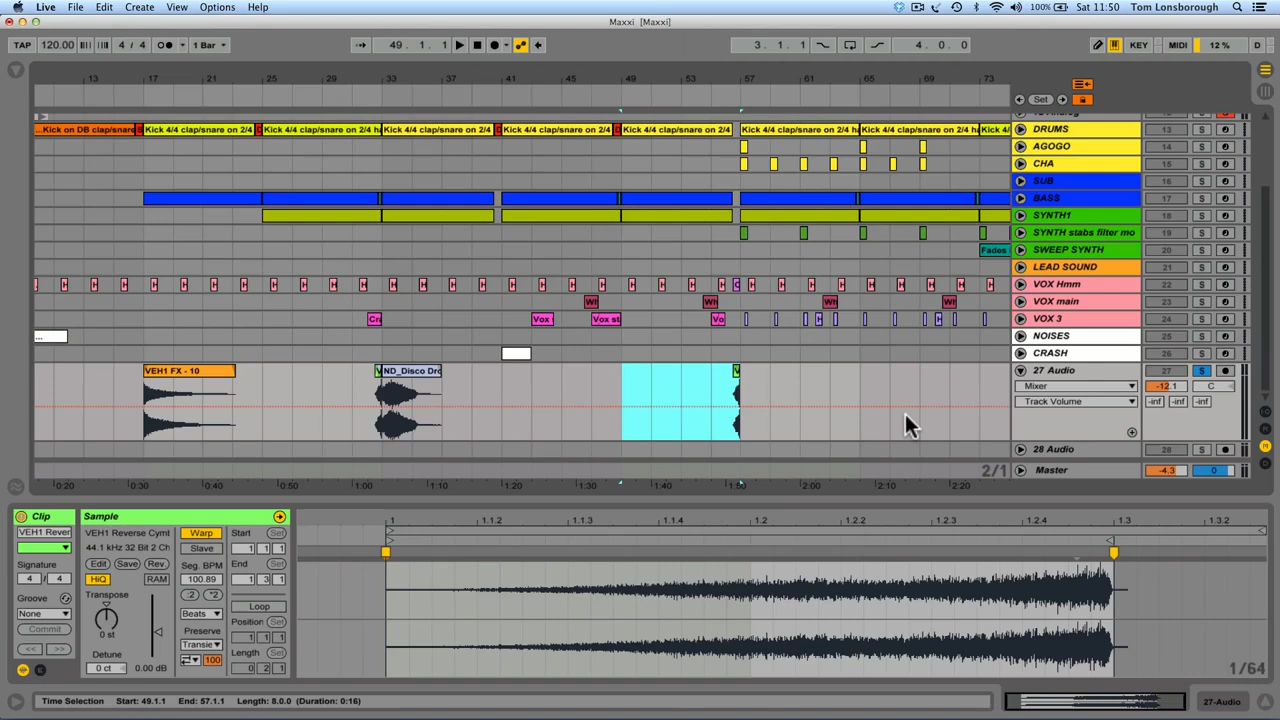 Live File Edit Create View Options Help 100% Sat 11:50 Tom Lonsborough
Maxxi [Maxxi]
TAP 120.00 4 / 4 1 Bar 49. 1. 1 3. 1. 1 4. 0. 0 KEY MIDI 12 % D
13 17 21 25 29 33 37 41 45 49 53 57 61 65 69 73
Set
...Kick on DB clap/snare Kick 4/4 clap/snare on 2/4 Kick 4/4 clap/snare on 2/4 h Kick 4/4 clap/snare on 2/4 Kick 4/4 clap/snare on 2/4 Kick 4/4 clap/snare on 2/4 Kick 4/4 clap/snare on 2/4 h Kick 4/4 clap/snare on 2/4 h Kick 4/
DRUMS 13 S
AGOGO 14 S
CHA 15 S
SUB 16 S
BASS 17 S
SYNTH1 18 S
SYNTH stabs filter mo 19 S
Fades SWEEP SYNTH 20 S
LEAD SOUND 21 S
VOX Hmm 22 S
VOX main 23 S
Cra Vox Vox st Vo VOX 3 24 S
... NOISES 25 S
CRASH 26 S
VEH1 FX - 10 V ND_Disco Dro V 27 Audio 27 S
Mixer -12.1 C
Track Volume -inf -inf -inf
28 Audio 28 S
2/1 Master -4.3 0
0:20 0:30 0:40 0:50 1:00 1:10 1:20 1:30 1:40 1:50 2:00 2:10 2:20
Clip Sample
VEH1 Rever VEH1 Reverse Cymb Warp Start Set
44.1 kHz 32 Bit 2 Ch Slave 1 1 1
Signature Edit Save Rev Seg. BPM End Set
4 / 4 HiQ RAM 100.89 1 3 1
Groove Transpose :2 *2 Loop
None Beats Position Set
Commit 0 st Preserve 1 1 1
<< >> Detune Transie Length Set
0 ct 0.00 dB 100 0 2 1
1 1.1.2 1.1.3 1.1.4 1.2 1.2.2 1.2.3 1.2.4 1.3 1.3.2
1/64
Time Selection Start: 49.1.1 End: 57.1.1 Length: 8.0.0 (Duration: 0:16) 27-Audio